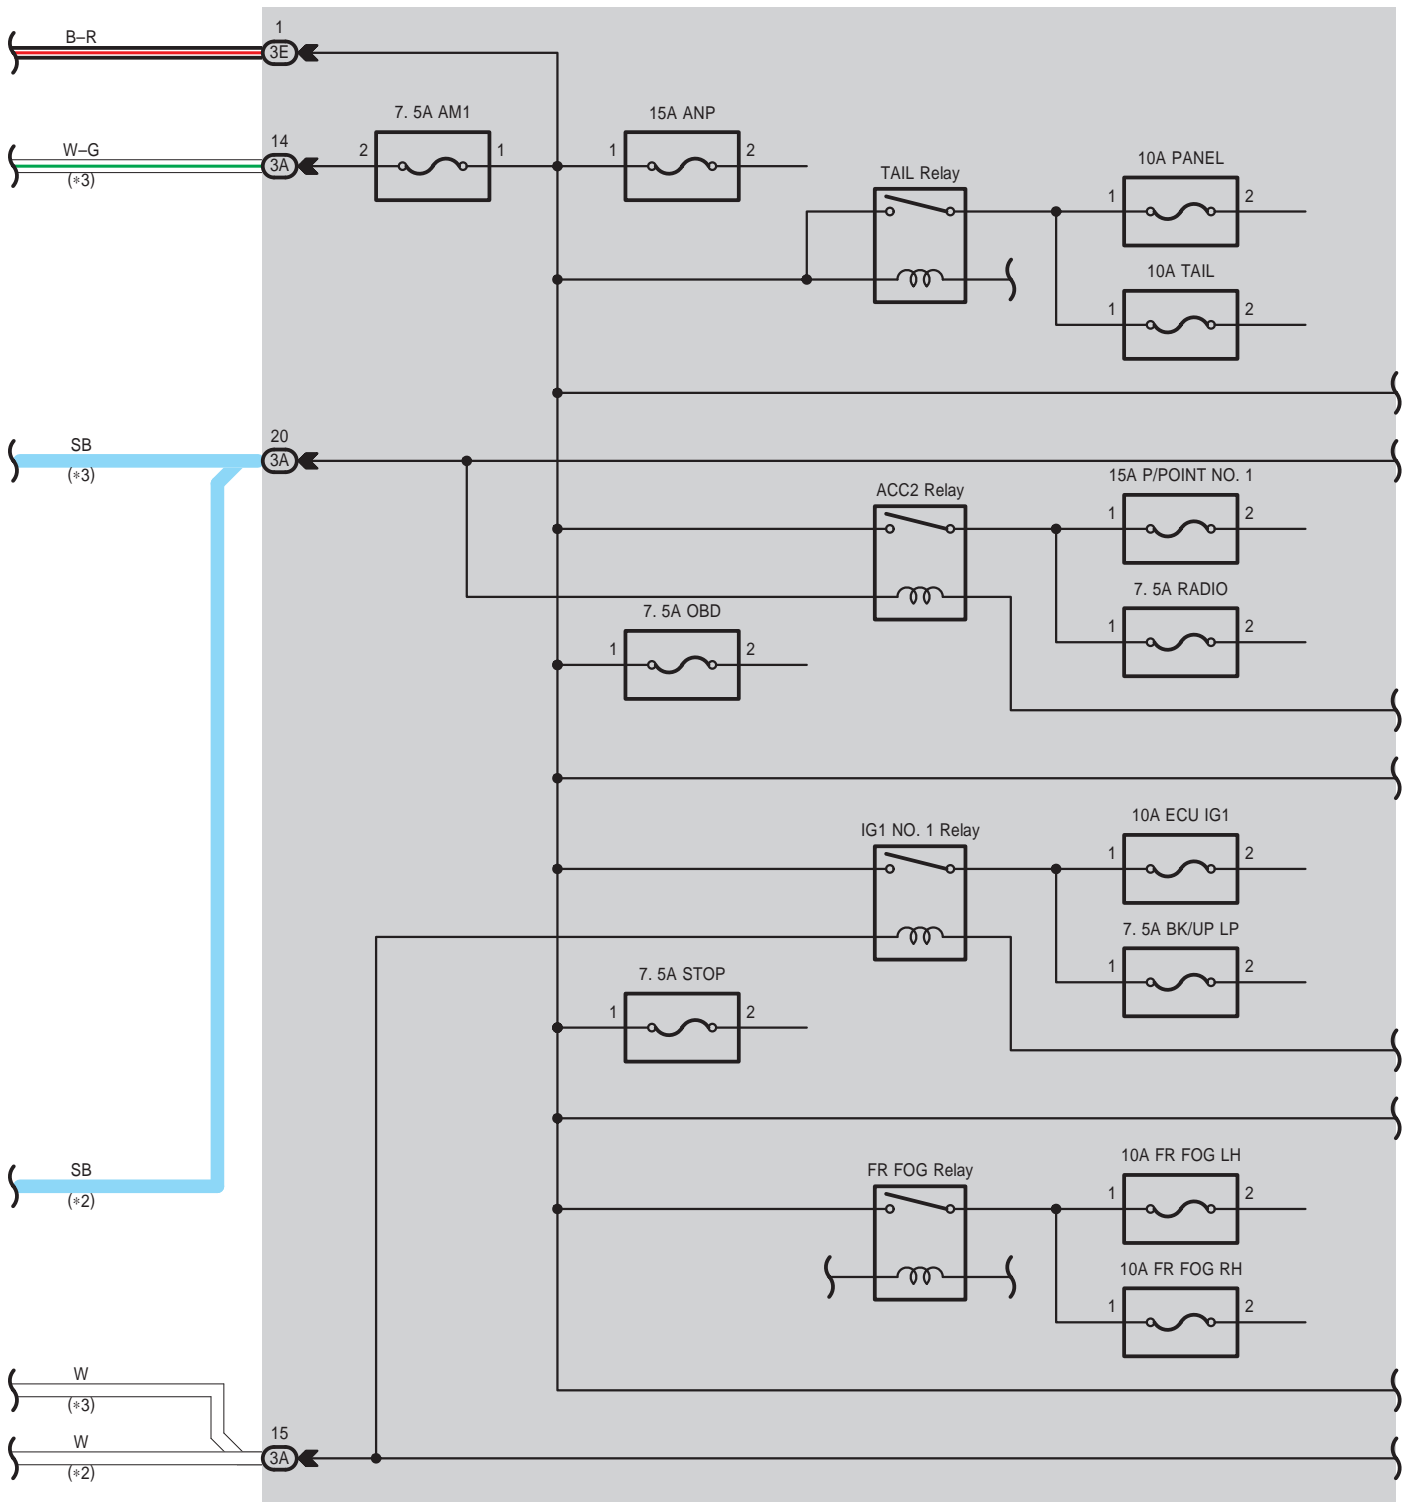 1
B–R
3E
7. 5A AM1
15A ANP
14
W–G
3A
2
1
1
2
(∗3)
TAIL Relay
10A PANEL
1
2
10A TAIL
1
2
20
SB
3A
(∗3)
ACC2 Relay
15A P/POINT NO. 1
1
2
7. 5A OBD
7. 5A RADIO
1
2
1
2
IG1 NO. 1 Relay
10A ECU IG1
1
2
7. 5A BK/UP LP
1
2
7. 5A STOP
1
2
SB
(∗2)
FR FOG Relay
10A FR FOG LH
1
2
10A FR FOG RH
1
2
W
(∗3)
15
W
3A
(∗2)